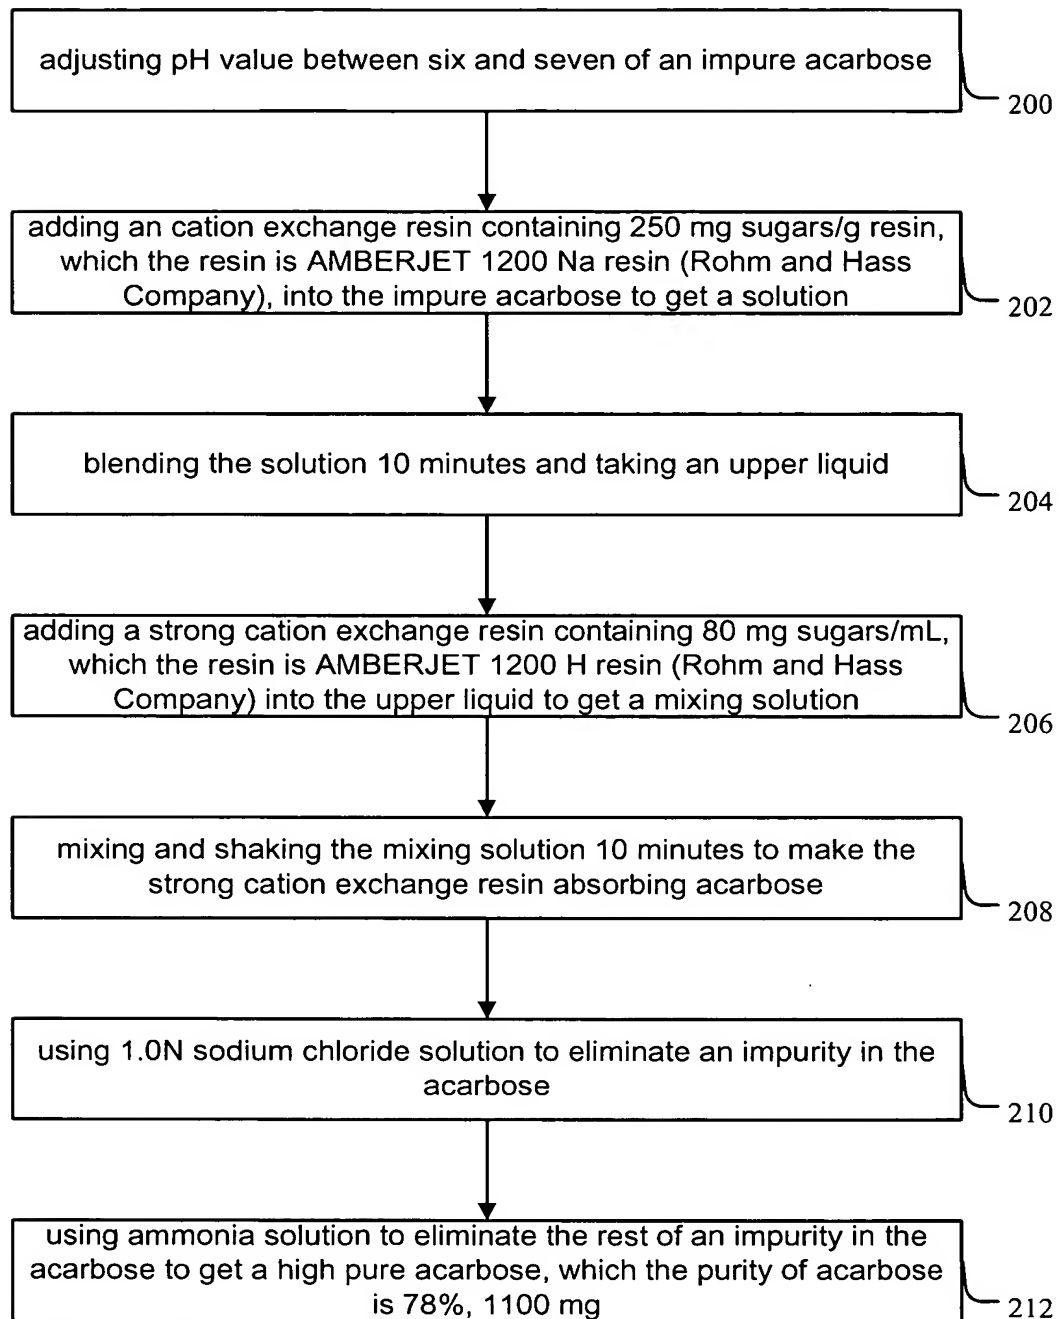 adjusting pH value between six and seven of an impure acarbose
200
adding an cation exchange resin containing 250 mg sugars/g resin,
which the resin is AMBERJET 1200 Na resin (Rohm and Hass
Company), into the impure acarbose to get a solution
202
blending the solution 10 minutes and taking an upper liquid
204
adding a strong cation exchange resin containing 80 mg sugars/mL,
which the resin is AMBERJET 1200 H resin (Rohm and Hass
Company) into the upper liquid to get a mixing solution
206
mixing and shaking the mixing solution 10 minutes to make the
strong cation exchange resin absorbing acarbose
208
using 1.0N sodium chloride solution to eliminate an impurity in the
acarbose
210
using ammonia solution to eliminate the rest of an impurity in the
acarbose to get a high pure acarbose, which the purity of acarbose
is 78%, 1100 mg
212